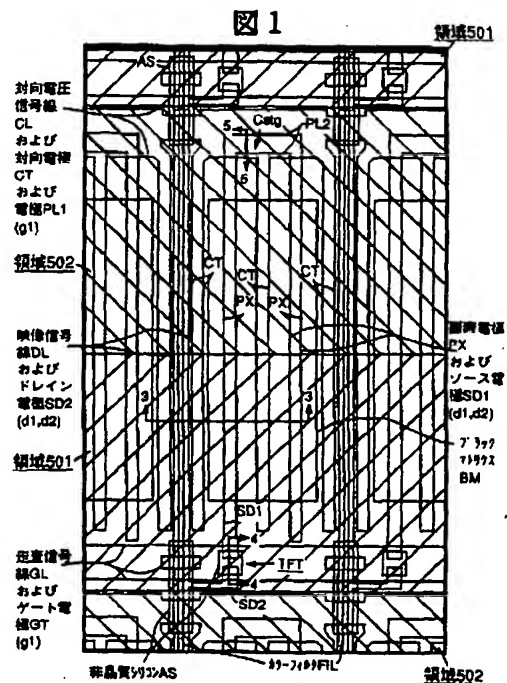 図1
領域501
AS
対向電圧
信号線
CL
および
対向電極
CT
および
電極PL1
(g1)
Cstg
PL2
5
5
領域502
CT
CT
CT
PX
PX
映像信号
線DL
および
ドレイン
電極SD2
(d1,d2)
画素電極
PX
および
ソース電
極SD1
(d1,d2)
3
3
ブラック
マトリクス
BM
領域501
SD1
4
走査信号
線GL
および
ゲート電
極GT
(g1)
TFT
4
SD2
非晶質シリコンAS
カラーフィルタFIL
領域502